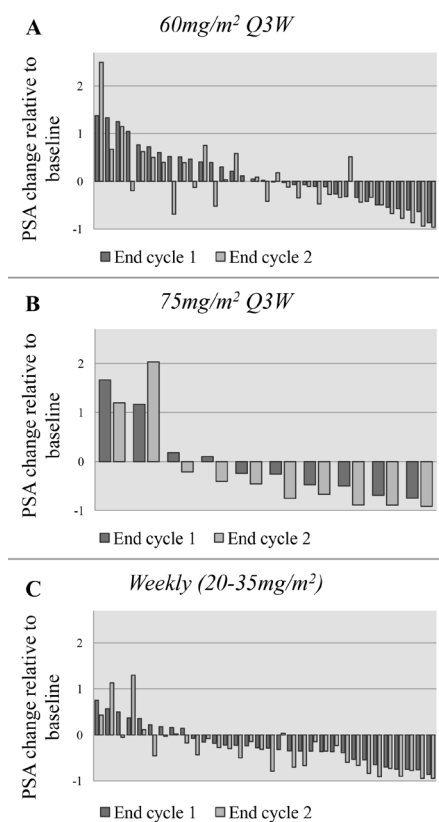 A 60mg/m² Q3W
PSA change relative to
baseline
2
1
0
-1
End cycle 1 End cycle 2
B 75mg/m² Q3W
PSA change relative to
baseline
2
1
0
-1
End cycle 1 End cycle 2
C Weekly (20-35mg/m²)
PSA change relative to
baseline
2
1
0
-1
End cycle 1 End cycle 2